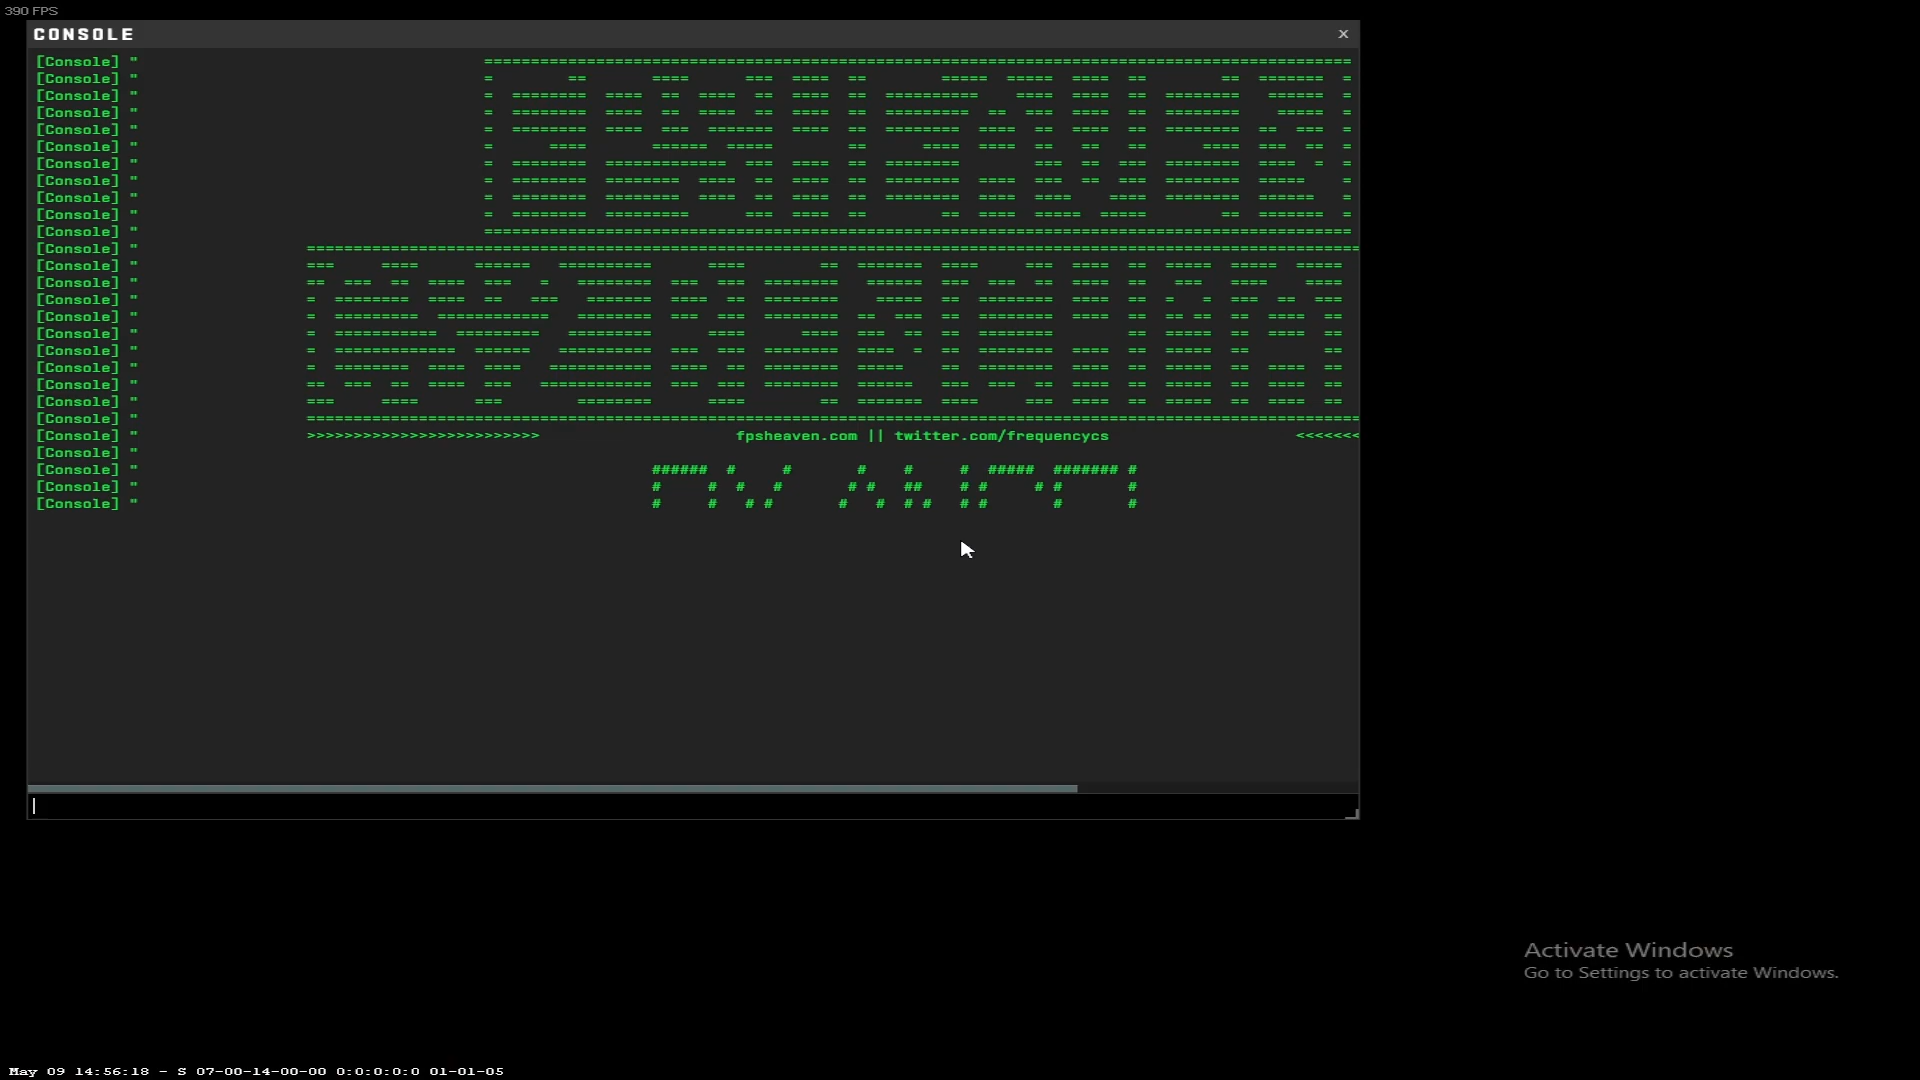 390 FPS
CONSOLE
[Console] "
[Console] "
[Console] "
[Console] "
[Console] "
[Console] " FPSHEAVEN
[Console] "
[Console] "
[Console] "
[Console] "
[Console] "
[Console] "
[Console] "
[Console] "
[Console] "
[Console] "
[Console] " CS2 BENCHMA
[Console] "
[Console] "
[Console] "
[Console] "
[Console] "
[Console] " >>>>>>>>>>>>>>>>>>>>>>>>> fpsheaven.com || twitter.com/frequencycs <<<<<<<
[Console] "
[Console] "
[Console] "
[Console] "
Activate Windows
Go to Settings to activate Windows.
May 09 14:56:18 - S 07-00-14-00-00 0:0:0:0:0 01-01-05